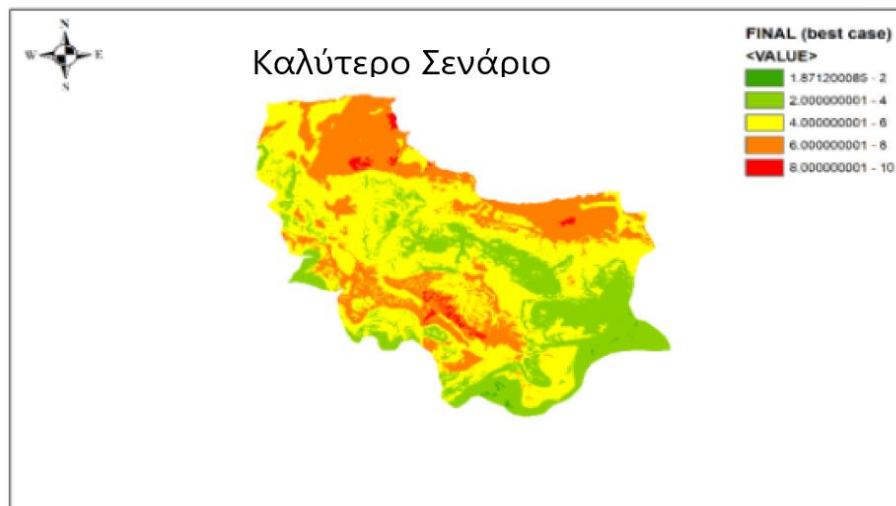 N
W E
S
Καλύτερο Σενάριο
FINAL (best case)
<VALUE>
1.871200085 - 2
2.000000001 - 4
4.000000001 - 6
6.000000001 - 8
8.000000001 - 10